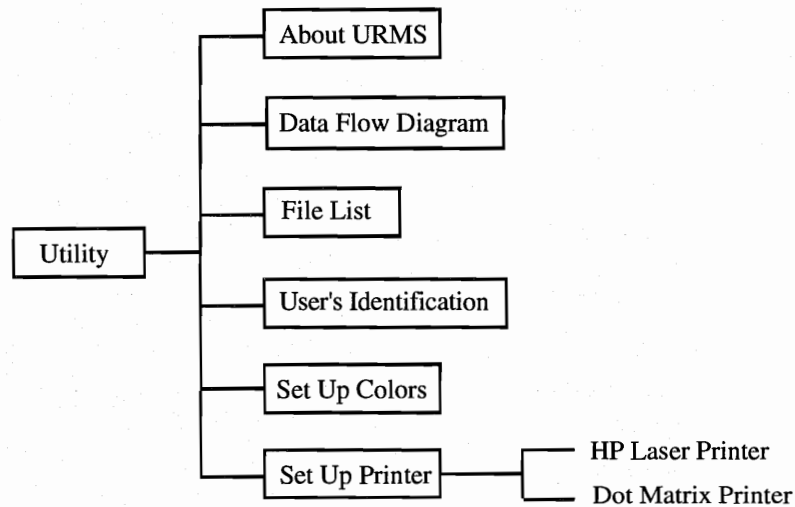 About URMS
Data Flow Diagram
File List
Utility
User's Identification
Set Up Colors
Set Up Printer
HP Laser Printer
Dot Matrix Printer